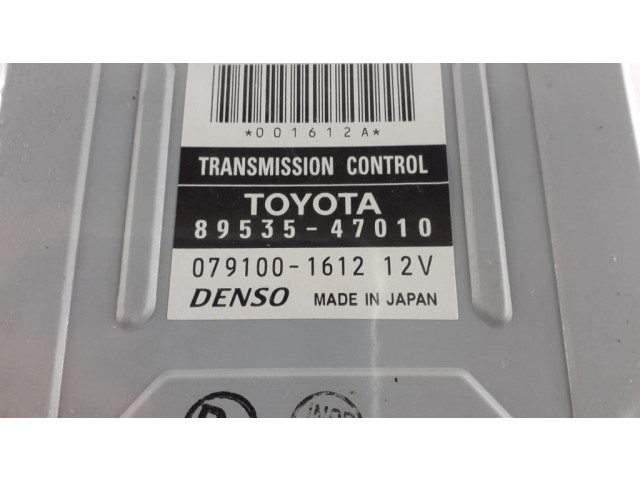 *001612A*
TRANSMISSION CONTROL
TOYOTA
89535-47010
079100-1612 12V
DENSO MADE IN JAPAN